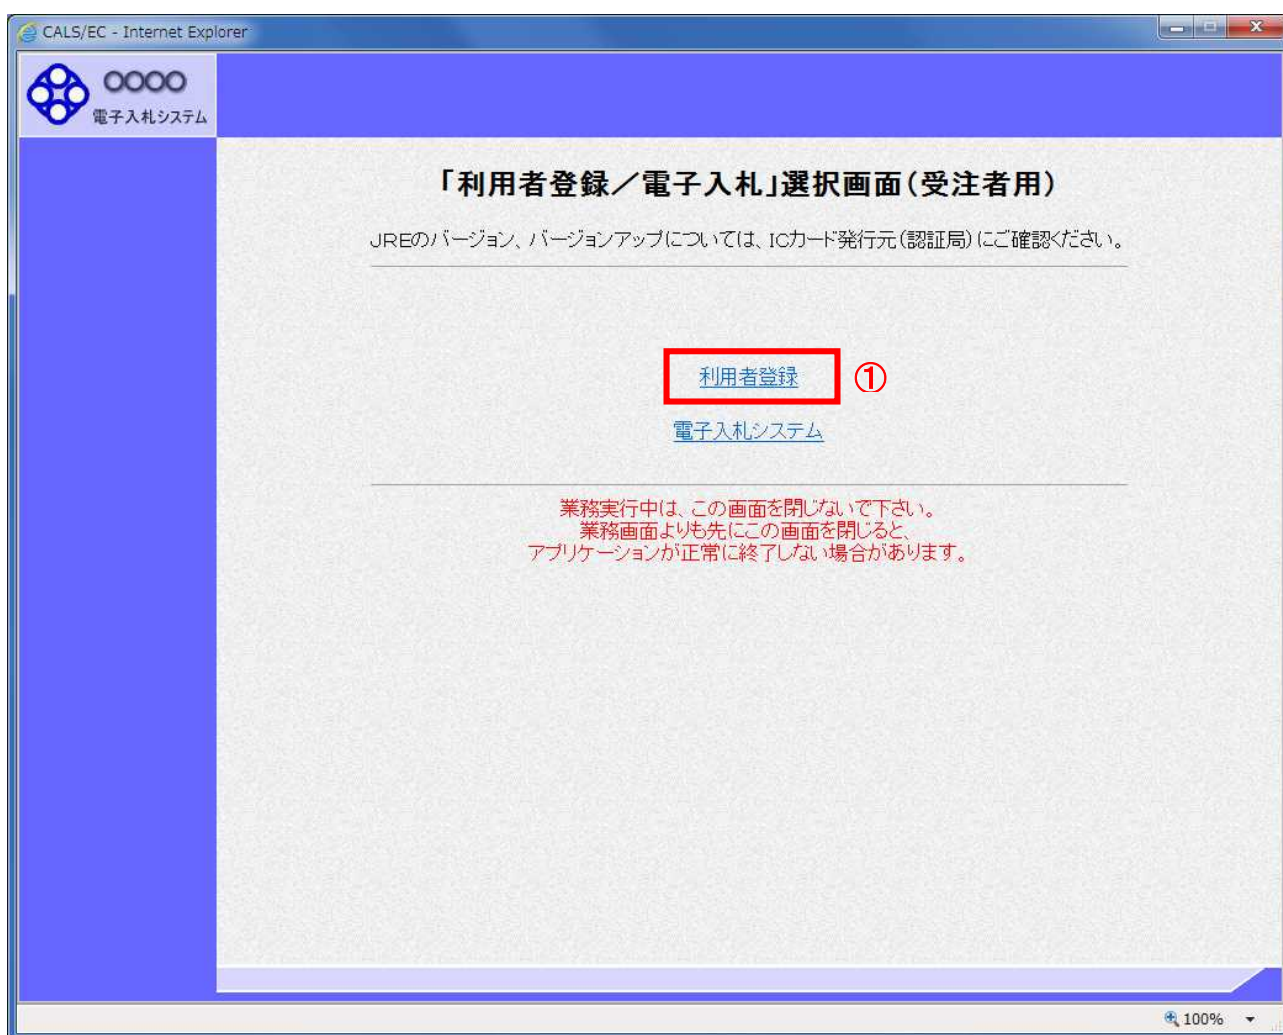 CALS/EC - Internet Explorer
○○○○
電子入札システム
「利用者登録／電子入札」選択画面（受注者用）
JREのバージョン、バージョンアップについては、ICカード発行元（認証局）にご確認ください。
利用者登録 ①
電子入札システム
業務実行中は、この画面を閉じないで下さい。
業務画面よりも先にこの画面を閉じると、
アプリケーションが正常に終了しない場合があります。
100%